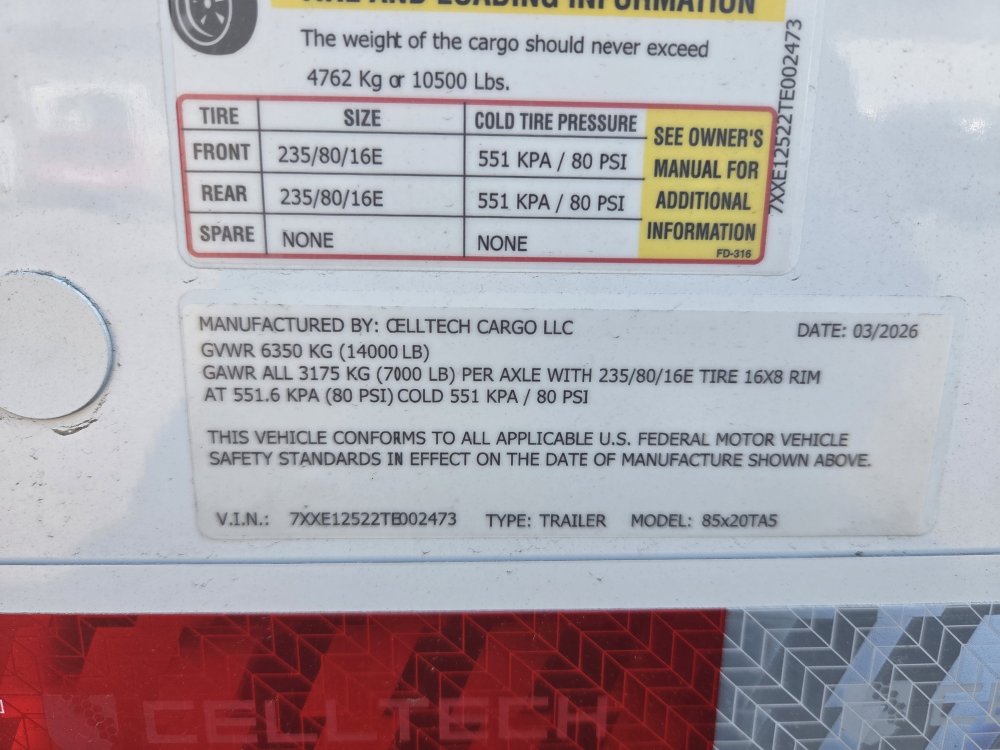 TIRE AND LOADING INFORMATION
The weight of the cargo should never exceed
4762 Kg or 10500 Lbs.
TIRE SIZE COLD TIRE PRESSURE
FRONT 235/80/16E 551 KPA / 80 PSI
REAR 235/80/16E 551 KPA / 80 PSI
SPARE NONE NONE
SEE OWNER'S
MANUAL FOR
ADDITIONAL
INFORMATION
FD-316
7XXE12522TE002473
MANUFACTURED BY: CELLTECH CARGO LLC DATE: 03/2026
GVWR 6350 KG (14000 LB)
GAWR ALL 3175 KG (7000 LB) PER AXLE WITH 235/80/16E TIRE 16X8 RIM
AT 551.6 KPA (80 PSI) COLD 551 KPA / 80 PSI
THIS VEHICLE CONFORMS TO ALL APPLICABLE U.S. FEDERAL MOTOR VEHICLE
SAFETY STANDARDS IN EFFECT ON THE DATE OF MANUFACTURE SHOWN ABOVE.
V.I.N.: 7XXE12522TE002473 TYPE: TRAILER MODEL: 85x20TA5
CELLTECH